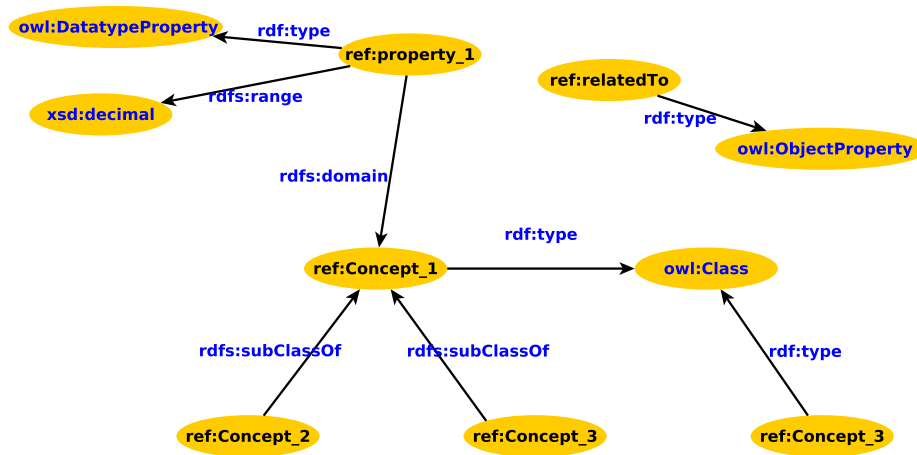 owl:DatatypeProperty
rdf:type
ref:property_1
ref:relatedTo
xsd:decimal
rdfs:range
rdf:type
owl:ObjectProperty
rdfs:domain
rdf:type
ref:Concept_1
owl:Class
rdfs:subClassOf
rdfs:subClassOf
rdf:type
ref:Concept_2
ref:Concept_3
ref:Concept_3